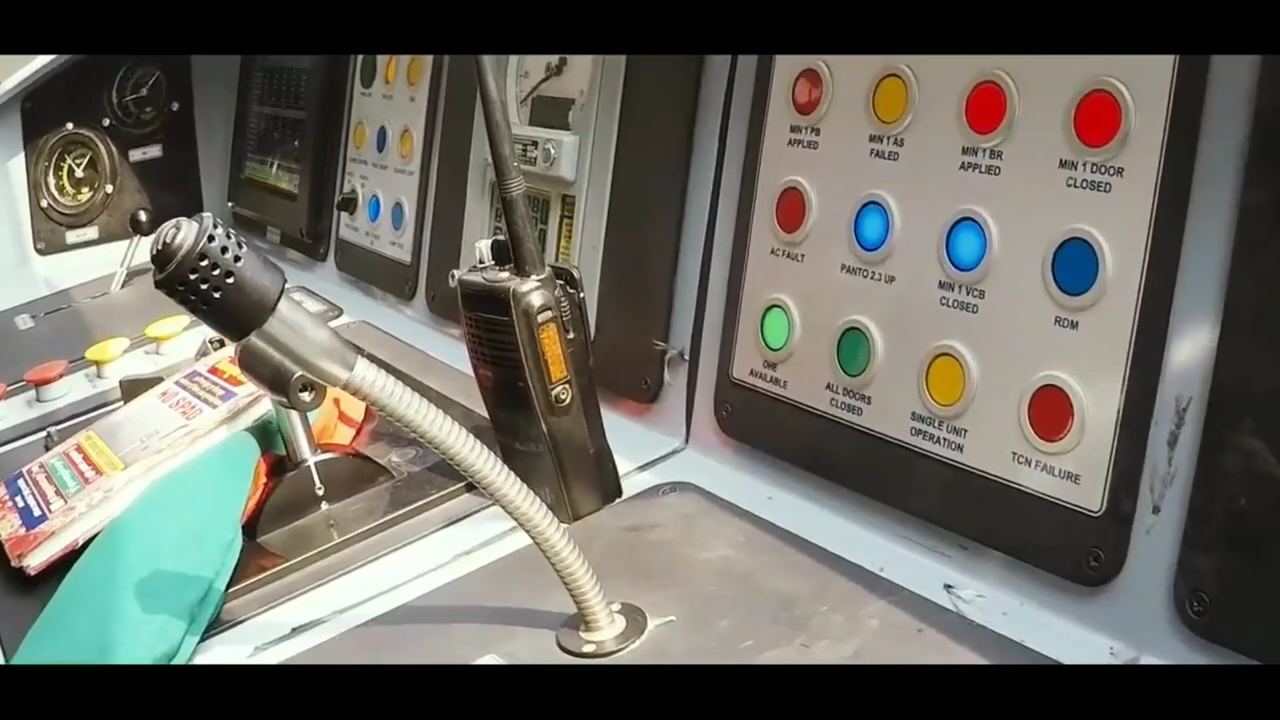 MIN 1 PB
APPLIED
MIN 1 AS
FAILED
MIN 1 BR
APPLIED
MIN 1 DOOR
CLOSED
AC FAULT
PANTO 2,3 UP
MIN 1 VCB
CLOSED
RDM
OHE
AVAILABLE
ALL DOORS
CLOSED
SINGLE UNIT
OPERATION
TCN FAILURE
NO SPAD